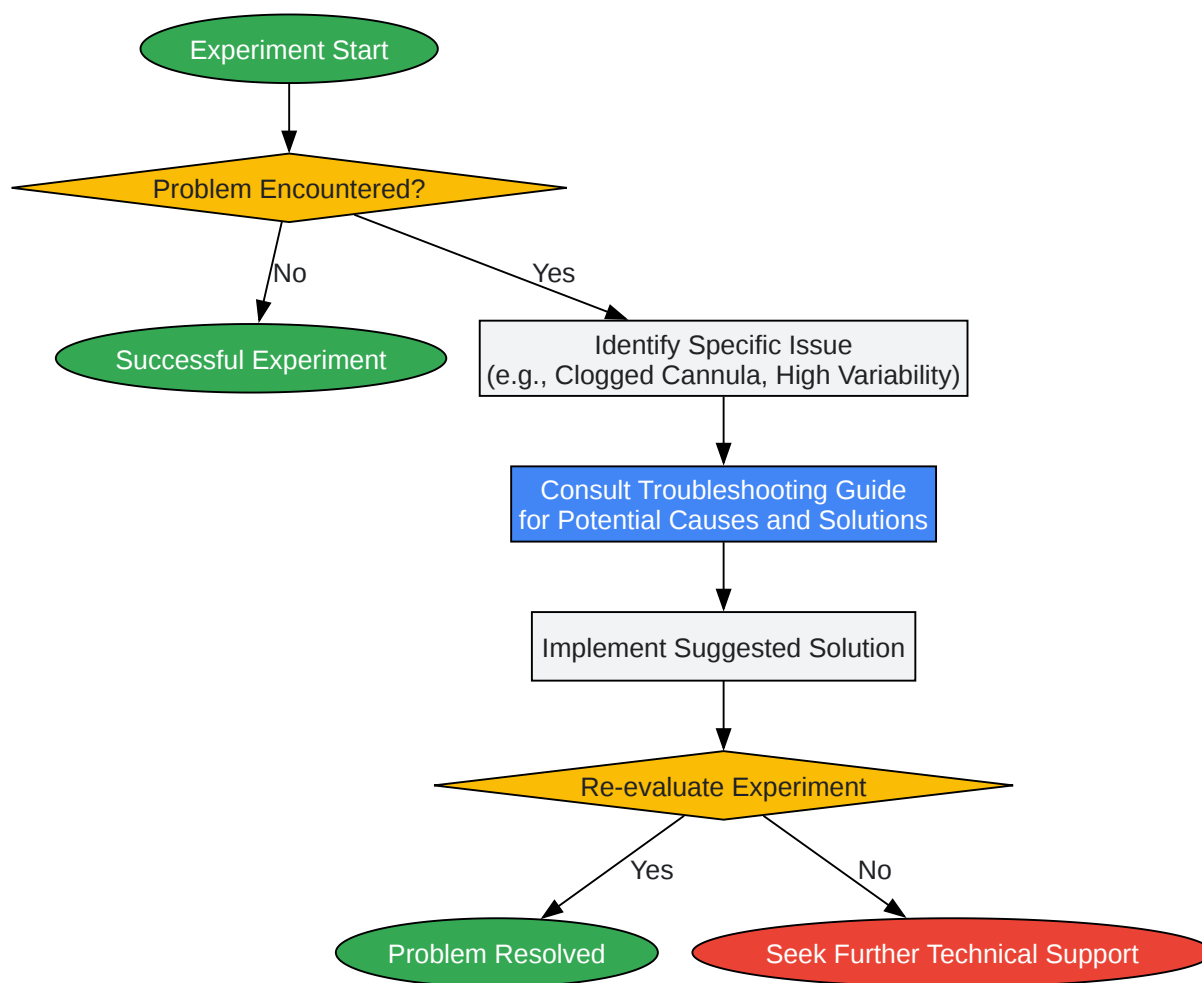 Experiment Start
Problem Encountered?
No
Yes
Successful Experiment
Identify Specific Issue
(e.g., Clogged Cannula, High Variability)
Consult Troubleshooting Guide
for Potential Causes and Solutions
Implement Suggested Solution
Re-evaluate Experiment
Yes
No
Problem Resolved
Seek Further Technical Support